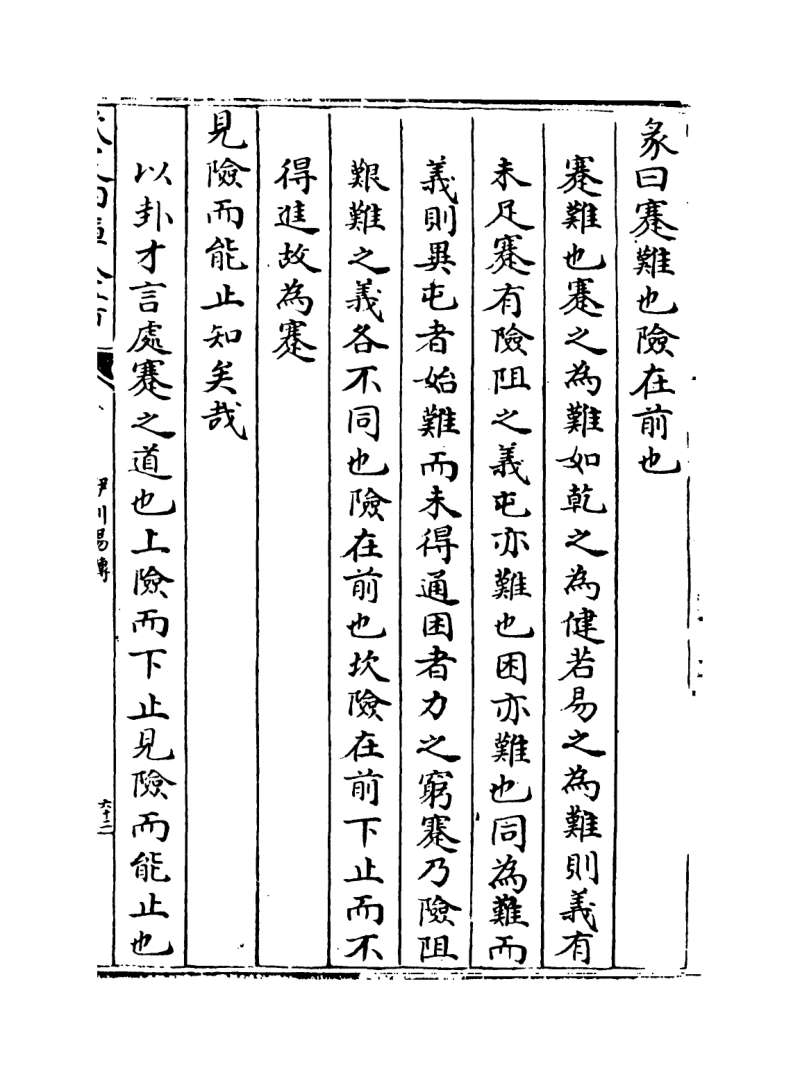 彖曰蹇難也險在前也
蹇難也蹇之為難如乾之為健若易之為難則義有
未足蹇有險阻之義屯亦難也困亦難也同為難而
義則異屯者始難而未得通困者力之窮蹇乃險阻
艱難之義各不同也險在前也坎險在前下止而不
得進故為蹇
見險而能止知矣哉
以卦才言處蹇之道也上險而下止見險而能止也
伊川易傳
六十二